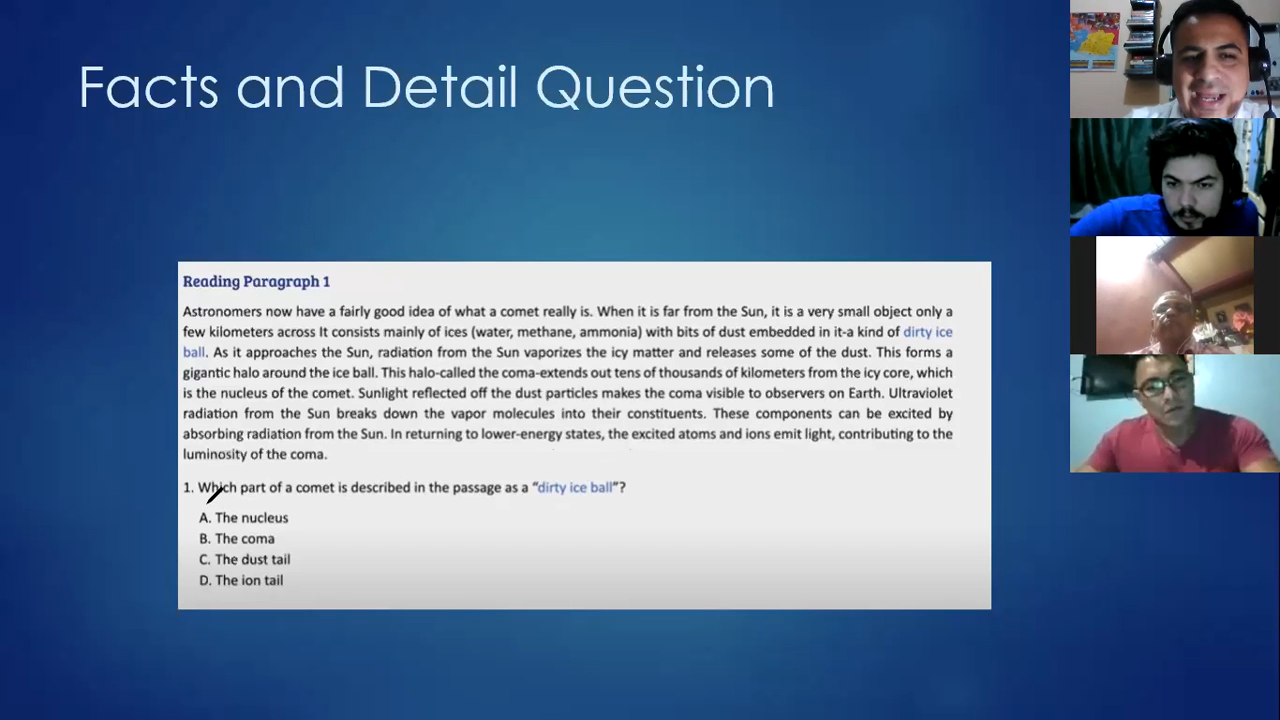 Facts and Detail Question
Reading Paragraph 1
Astronomers now have a fairly good idea of what a comet really is. When it is far from the Sun, it is a very small object only a
few kilometers across It consists mainly of ices (water, methane, ammonia) with bits of dust embedded in it-a kind of dirty ice
ball. As it approaches the Sun, radiation from the Sun vaporizes the icy matter and releases some of the dust. This forms a
gigantic halo around the ice ball. This halo-called the coma-extends out tens of thousands of kilometers from the icy core, which
is the nucleus of the comet. Sunlight reflected off the dust particles makes the coma visible to observers on Earth. Ultraviolet
radiation from the Sun breaks down the vapor molecules into their constituents. These components can be excited by
absorbing radiation from the Sun. In returning to lower-energy states, the excited atoms and ions emit light, contributing to the
luminosity of the coma.
1. Which part of a comet is described in the passage as a “dirty ice ball”?
A. The nucleus
B. The coma
C. The dust tail
D. The ion tail